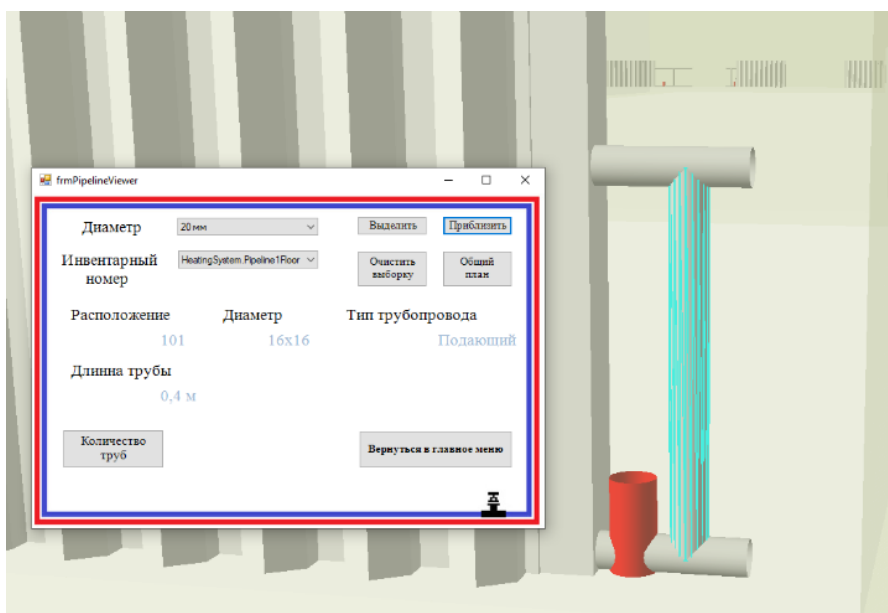 frmPipelineViewer
Диаметр
20 мм
Выделить
Приблизить
Инвентарный
номер
HeatingSystem.Pipeline1Floor
Очистить
выборку
Общий
план
Расположение
Диаметр
Тип трубопровода
101
16x16
Подающий
Длинна трубы
0,4 м
Количество
труб
Вернуться в главное меню